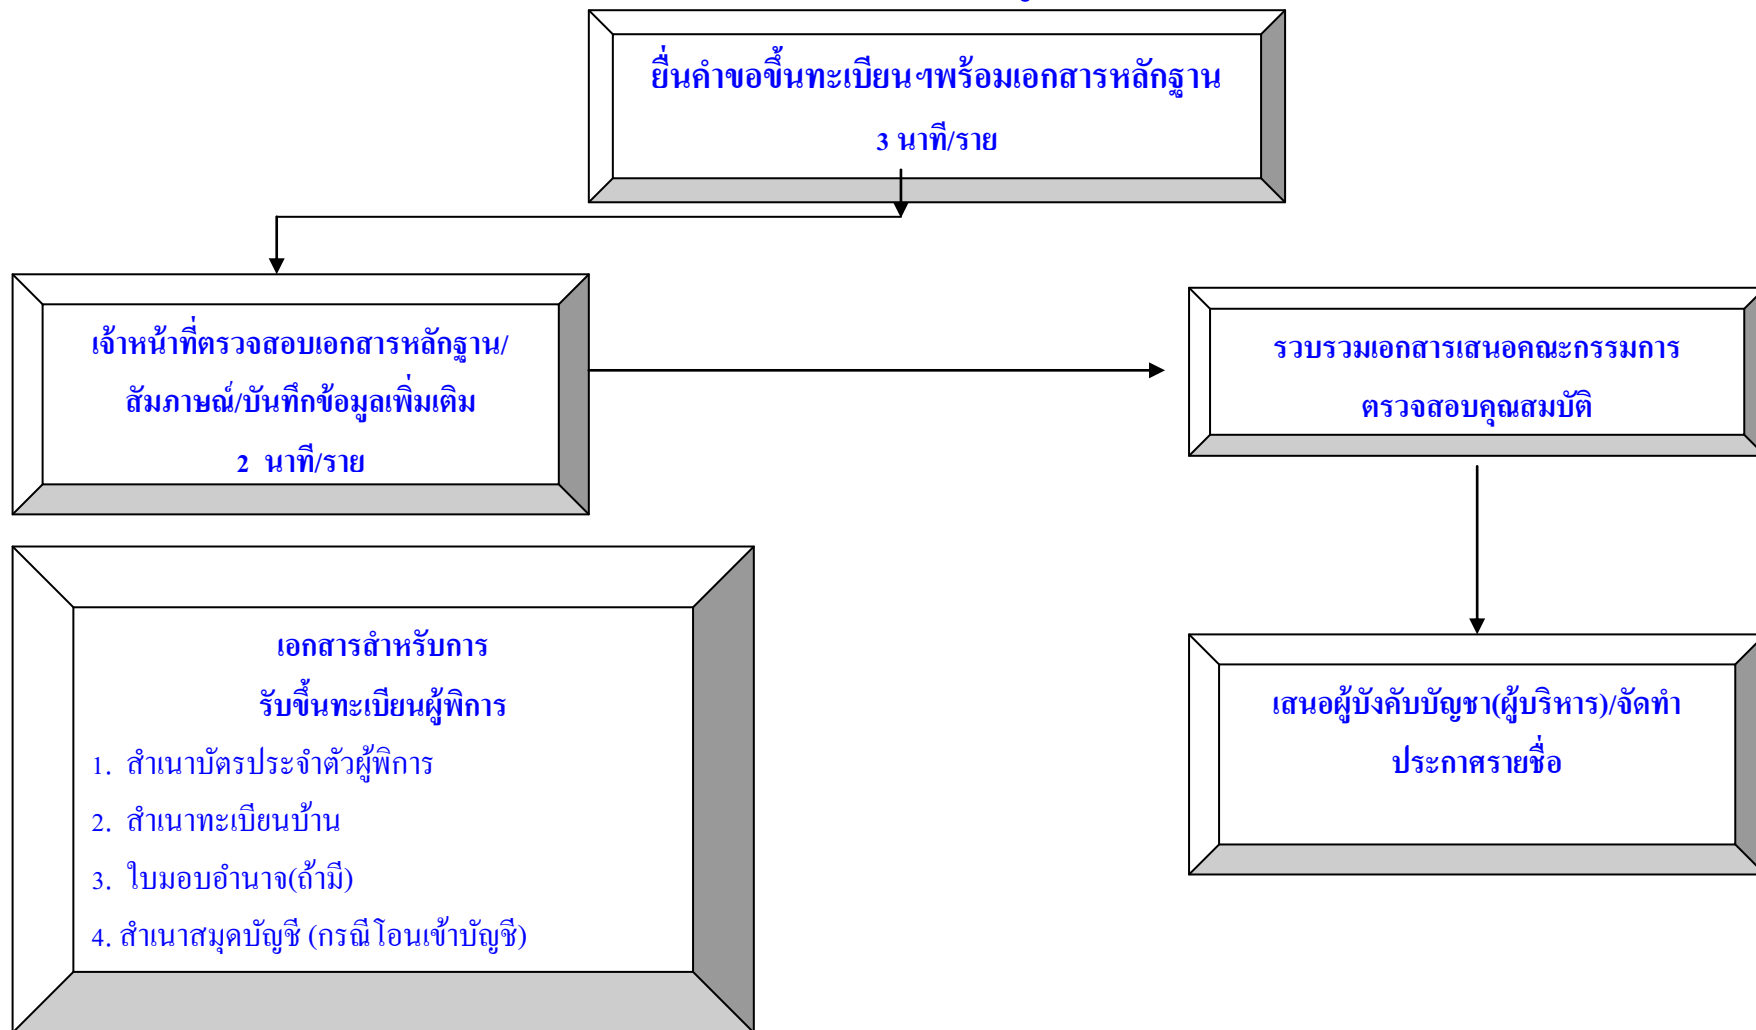 ยื่นคำขอขึ้นทะเบียนฯพร้อมเอกสารหลักฐาน
3 นาที/ราย
เจ้าหน้าที่ตรวจสอบเอกสารหลักฐาน/
สัมภาษณ์/บันทึกข้อมูลเพิ่มเติม
2 นาที/ราย
รวบรวมเอกสารเสนอคณะกรรมการ
ตรวจสอบคุณสมบัติ
เอกสารสำหรับการ
รับขึ้นทะเบียนผู้พิการ
1. สำเนาบัตรประจำตัวผู้พิการ
2. สำเนาทะเบียนบ้าน
3. ใบมอบอำนาจ(ถ้ามี)
4. สำเนาสมุดบัญชี (กรณีโอนเข้าบัญชี)
เสนอผู้บังคับบัญชา(ผู้บริหาร)/จัดทำ
ประกาศรายชื่อ